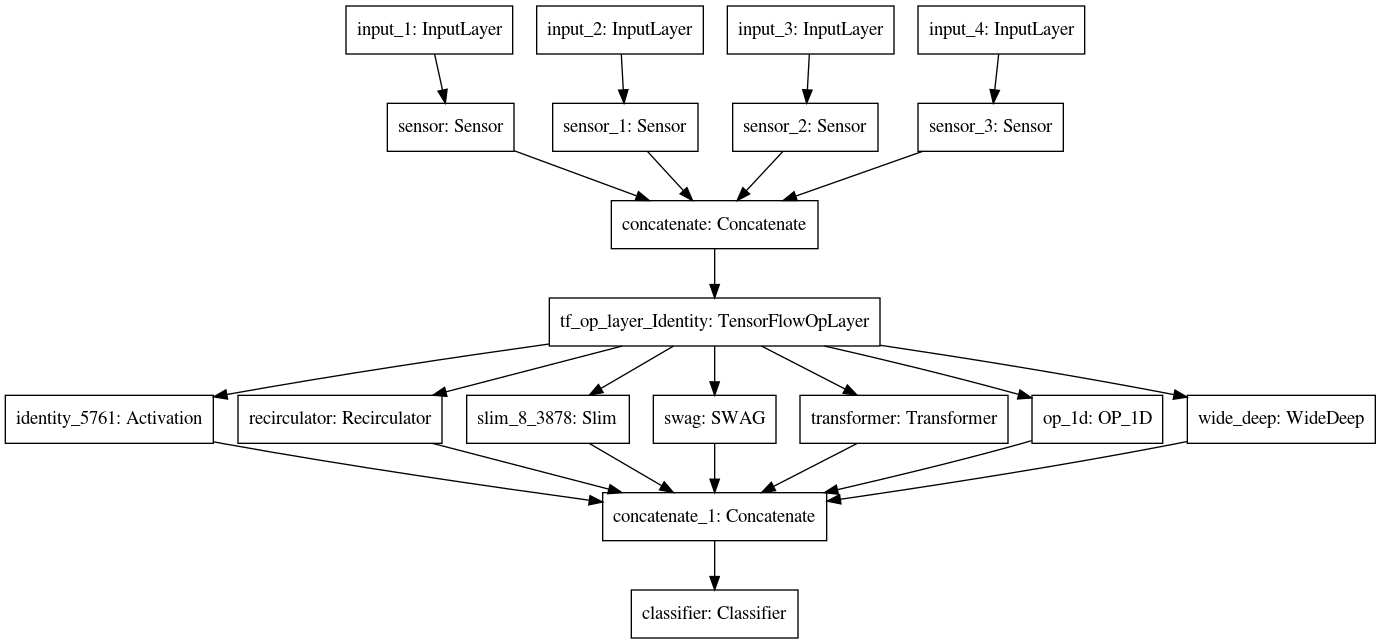 input_1: InputLayer
input_2: InputLayer
input_3: InputLayer
input_4: InputLayer
sensor: Sensor
sensor_1: Sensor
sensor_2: Sensor
sensor_3: Sensor
concatenate: Concatenate
tf_op_layer_Identity: TensorFlowOpLayer
identity_5761: Activation
recirculator: Recirculator
slim_8_3878: Slim
swag: SWAG
transformer: Transformer
op_1d: OP_1D
wide_deep: WideDeep
concatenate_1: Concatenate
classifier: Classifier